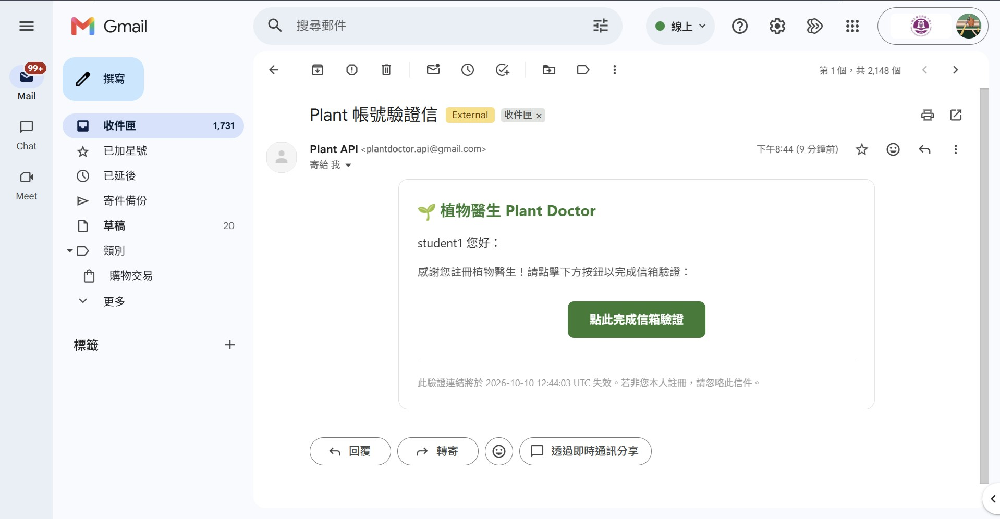 Gmail
搜尋郵件
線上
99+
Mail
Chat
Meet
撰寫
收件匣 1,731
已加星號
已延後
寄件備份
草稿 20
類別
購物交易
更多
標籤
第 1 個，共 2,148 個
Plant 帳號驗證信 External 收件匣 ×
Plant API <plantdoctor.api@gmail.com>
下午8:44 (9 分鐘前)
寄給 我
植物醫生 Plant Doctor
student1 您好：
感謝您註冊植物醫生！請點擊下方按鈕以完成信箱驗證：
點此完成信箱驗證
此驗證連結將於 2026-10-10 12:44:03 UTC 失效。若非您本人註冊，請忽略此信件。
回覆
轉寄
透過即時通訊分享